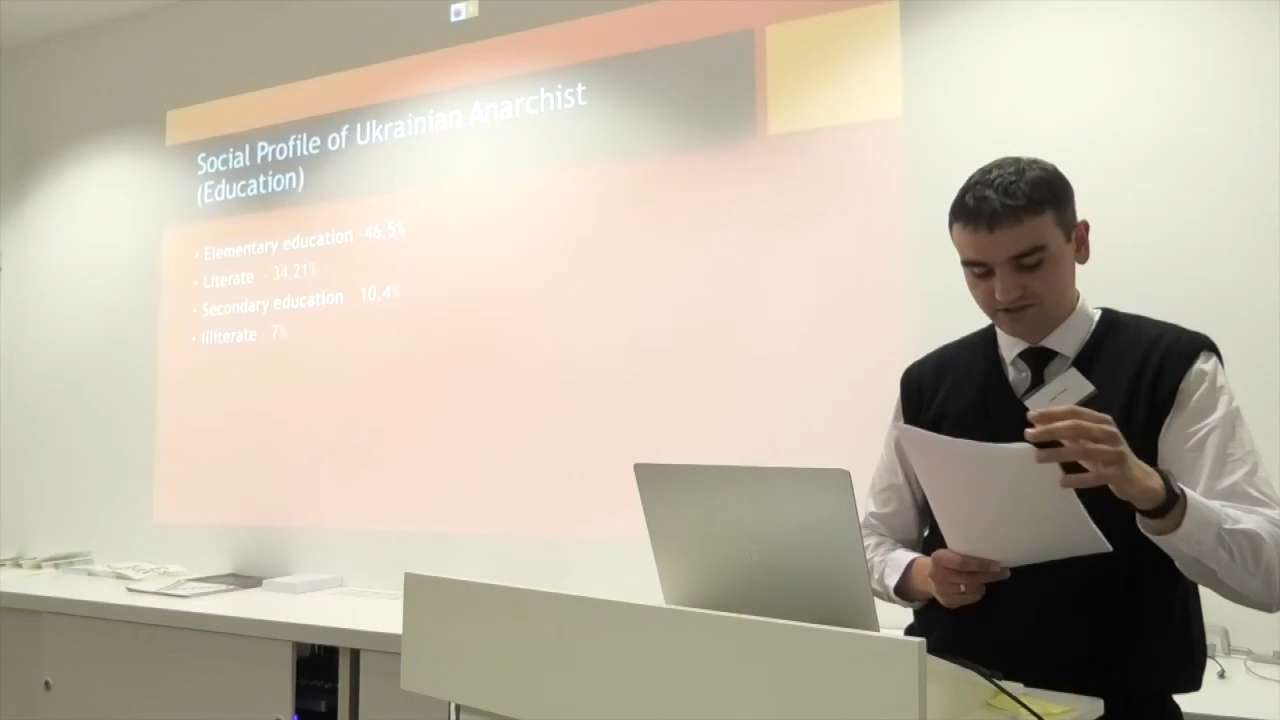 Social Profile of Ukrainian Anarchist
(Education)
• Elementary education -46,5%
• Literate - 34,21%
• Secondary education - 10,4%
• Illiterate - 7%